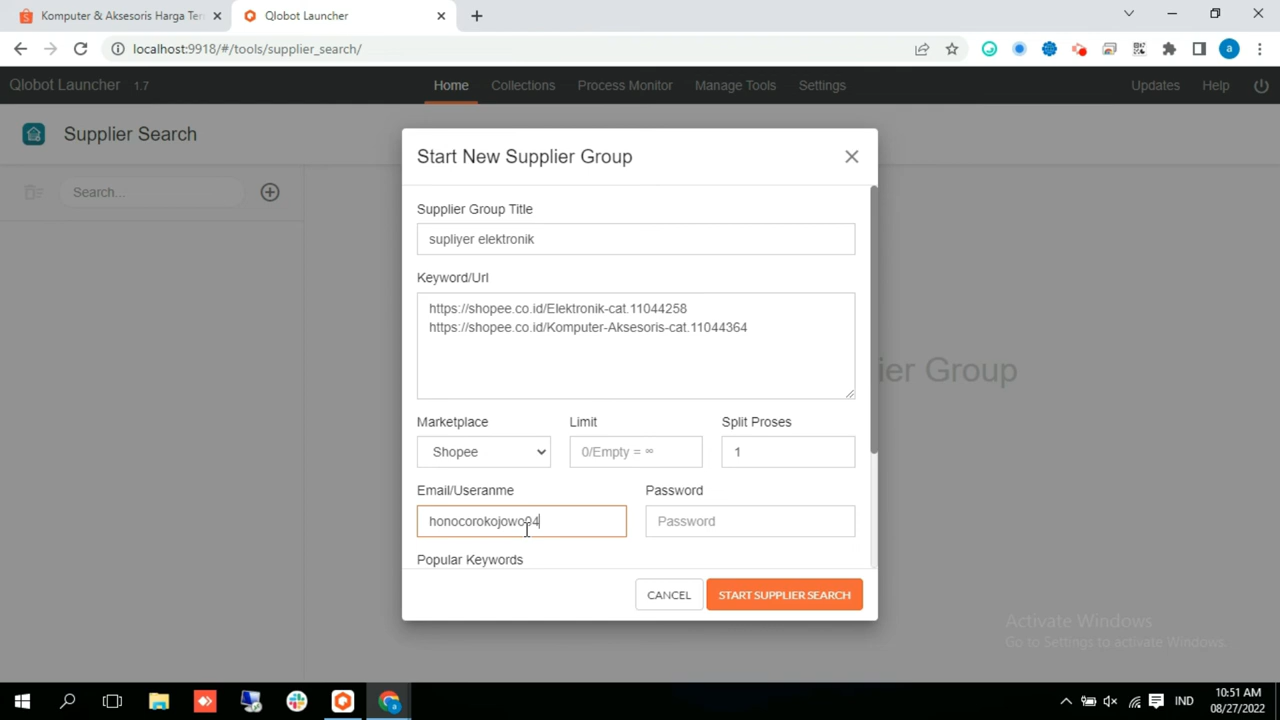 Komputer & Aksesoris Harga Ter
Qlobot Launcher
localhost:9918/#/tools/supplier_search/
a
Qlobot Launcher 1.7
Home
Collections
Process Monitor
Manage Tools
Settings
Updates
Help
Supplier Search
Search...
ier Group
Start New Supplier Group
Supplier Group Title
supliyer elektronik
Keyword/Url
https://shopee.co.id/Elektronik-cat.11044258
https://shopee.co.id/Komputer-Aksesoris-cat.11044364
Marketplace
Limit
Split Proses
Shopee
0/Empty = ∞
1
Email/Useranme
Password
honocorokojowo04
Password
Popular Keywords
CANCEL
START SUPPLIER SEARCH
Activate Windows
Go to Settings to activate Windows.
IND
10:51 AM
08/27/2022